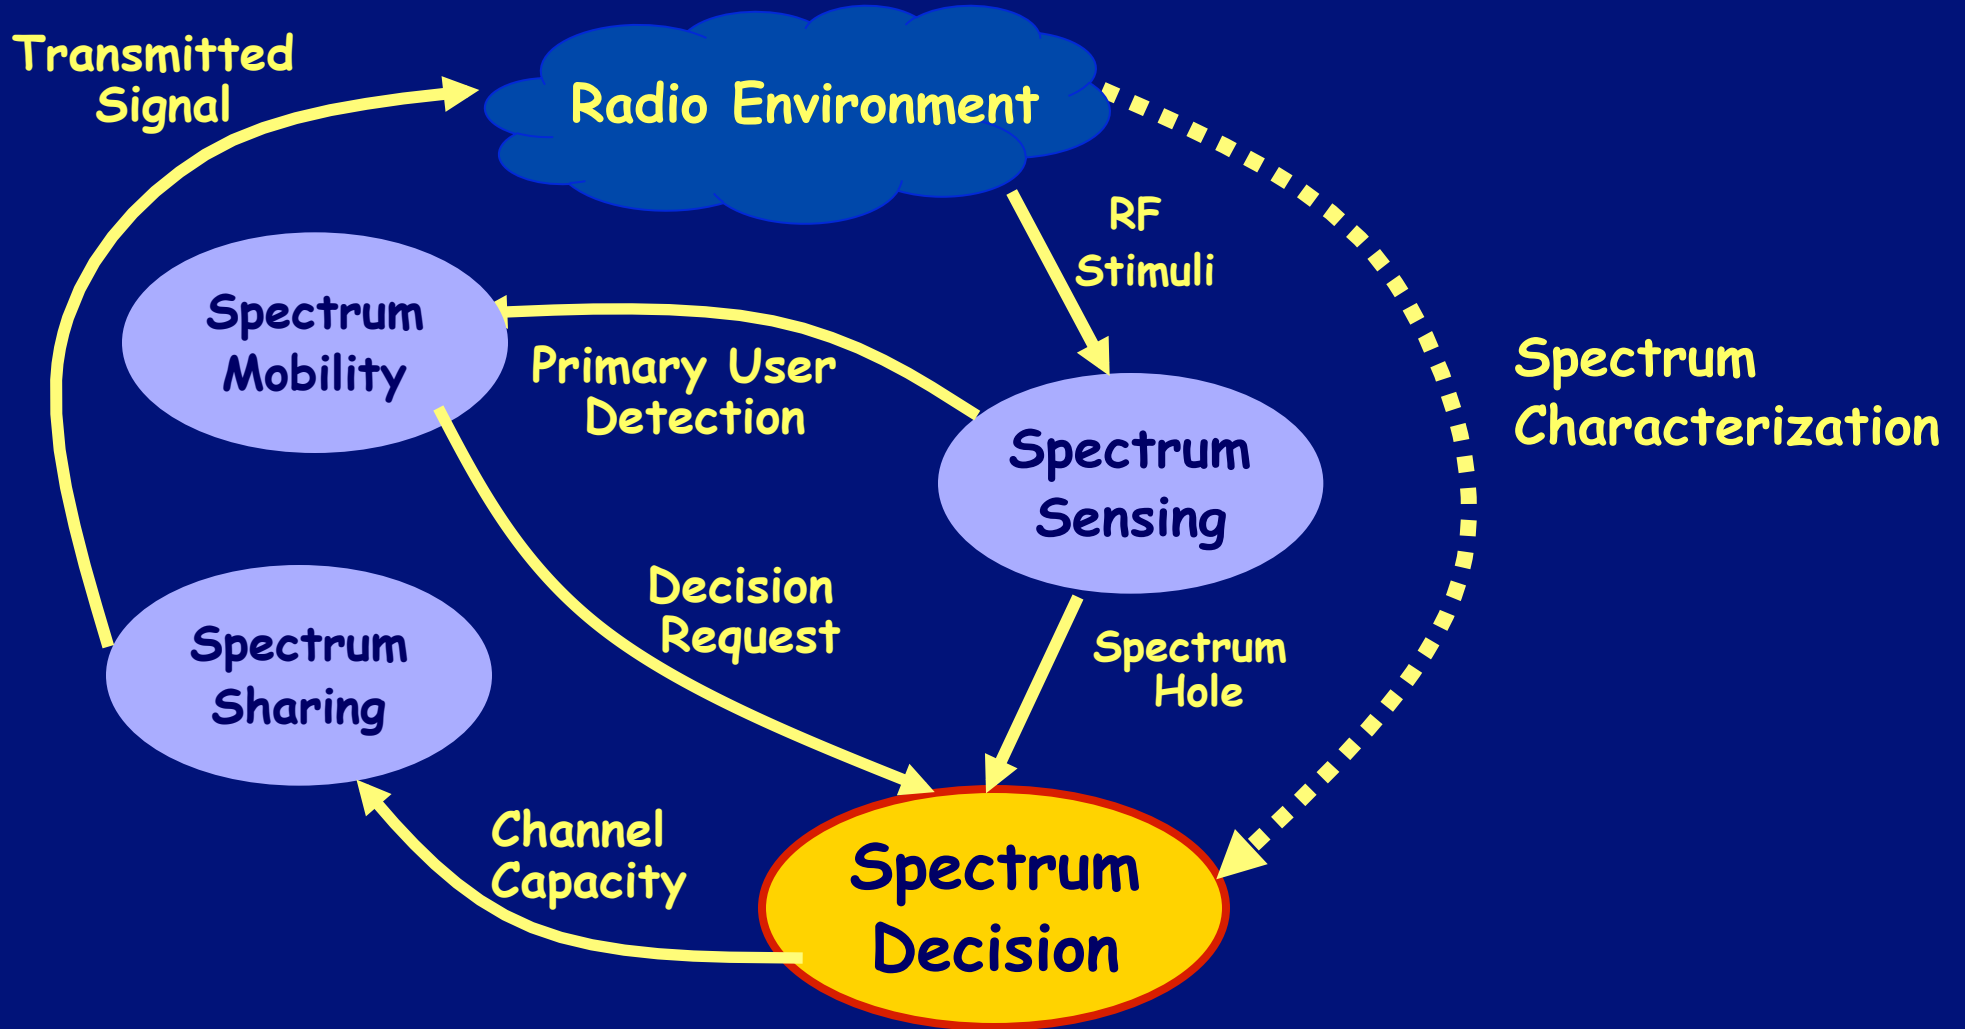 Transmitted
Signal
Radio Environment
RF
Stimuli
Spectrum
Mobility
Primary User
Detection
Spectrum
Characterization
Spectrum
Sensing
Decision
Request
Spectrum
Hole
Spectrum
Sharing
Channel
Capacity
Spectrum
Decision